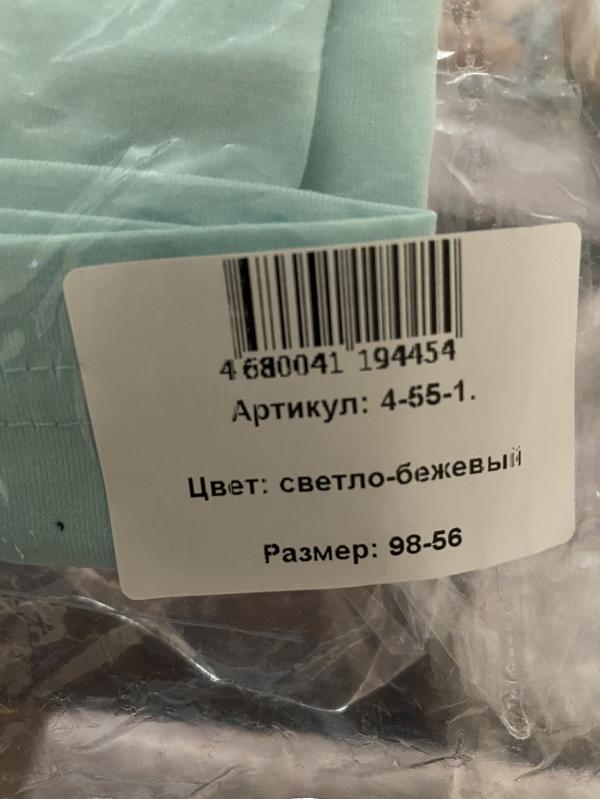 4 680041 194454
Артикул: 4-55-1.
Цвет: светло-бежевый
Размер: 98-56